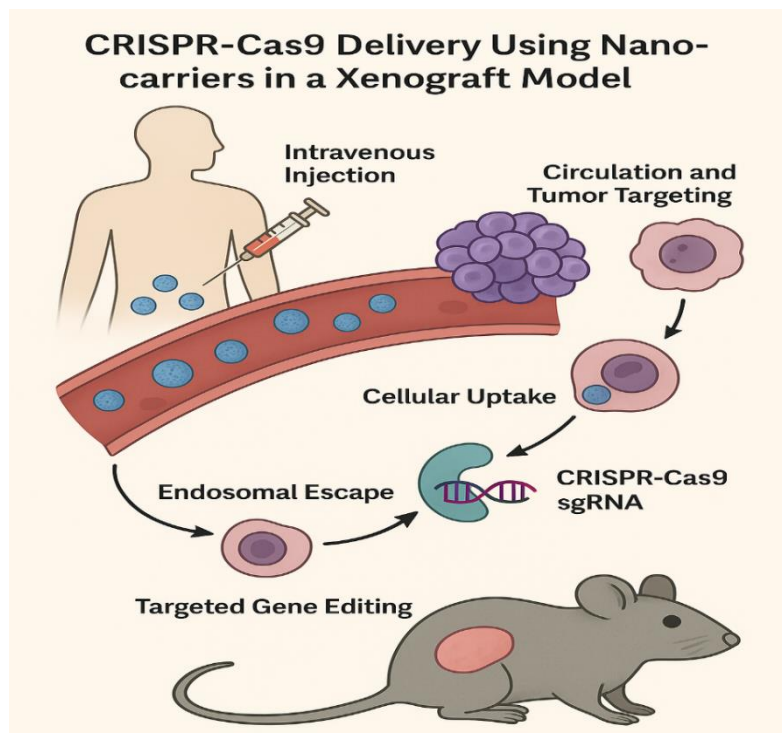 CRISPR-Cas9 Delivery Using Nano-
carriers in a Xenograft Model
Intravenous
Injection
Circulation and
Tumor Targeting
Cellular Uptake
CRISPR-Cas9
sgRNA
Endosomal Escape
Targeted Gene Editing